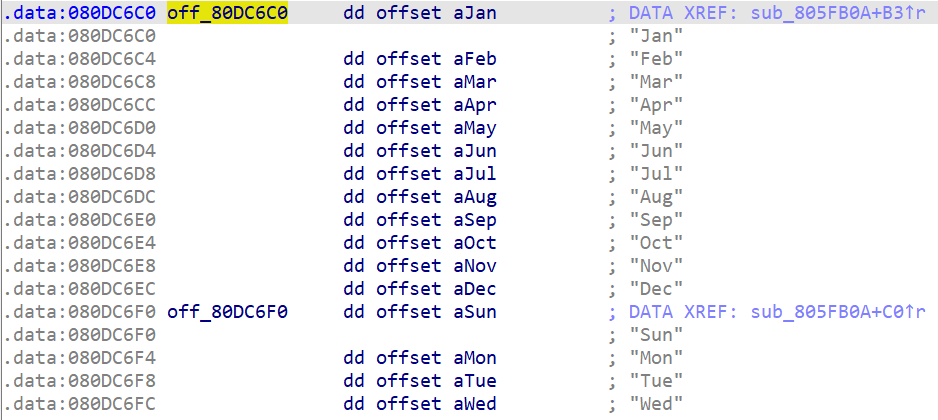 .data:080DC6C0 off_80DC6C0 dd offset aJan ; DATA XREF: sub_805FB0A+B3↑r
.data:080DC6C0 ; "Jan"
.data:080DC6C4 dd offset aFeb ; "Feb"
.data:080DC6C8 dd offset aMar ; "Mar"
.data:080DC6CC dd offset aApr ; "Apr"
.data:080DC6D0 dd offset aMay ; "May"
.data:080DC6D4 dd offset aJun ; "Jun"
.data:080DC6D8 dd offset aJul ; "Jul"
.data:080DC6DC dd offset aAug ; "Aug"
.data:080DC6E0 dd offset aSep ; "Sep"
.data:080DC6E4 dd offset aOct ; "Oct"
.data:080DC6E8 dd offset aNov ; "Nov"
.data:080DC6EC dd offset aDec ; "Dec"
.data:080DC6F0 off_80DC6F0 dd offset aSun ; DATA XREF: sub_805FB0A+C0↑r
.data:080DC6F0 ; "Sun"
.data:080DC6F4 dd offset aMon ; "Mon"
.data:080DC6F8 dd offset aTue ; "Tue"
.data:080DC6FC dd offset aWed ; "Wed"